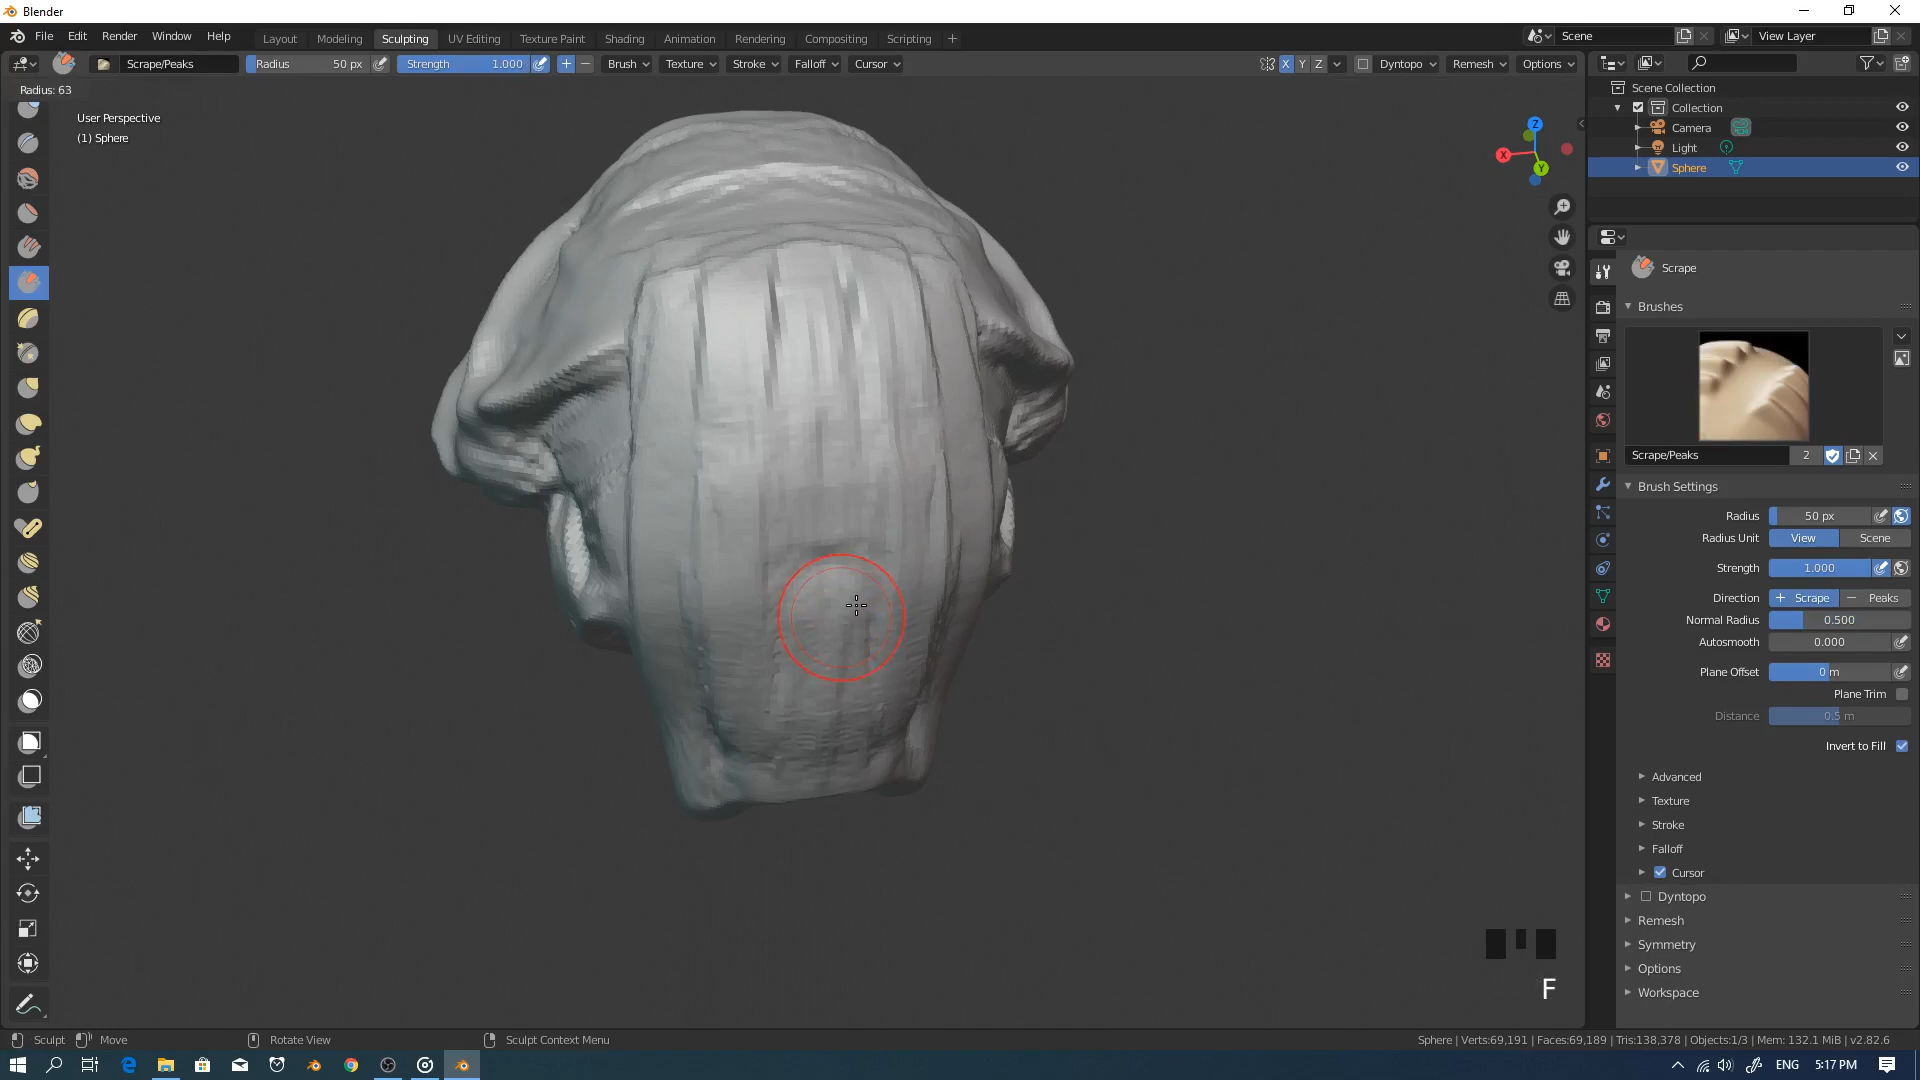 Blender
File Edit Render Window Help
Layout Modeling Sculpting UV Editing Texture Paint Shading Animation Rendering Compositing Scripting +
Scene
View Layer
Scrape/Peaks
Radius 50 px
Strength 1.000
Brush Texture Stroke Falloff Cursor
X Y Z
Dyntopo Remesh Options
Radius: 63
User Perspective
(1) Sphere
Z
X
Y
F
Scene Collection
Collection
Camera
Light
Sphere
Scrape
Brushes
Scrape/Peaks 2
Brush Settings
Radius 50 px
Radius Unit View Scene
Strength 1.000
Direction + Scrape − Peaks
Normal Radius 0.500
Autosmooth 0.000
Plane Offset 0 m
Plane Trim
Distance 0.5 m
Invert to Fill
Advanced
Texture
Stroke
Falloff
Cursor
Dyntopo
Remesh
Symmetry
Options
Workspace
Sculpt Move Rotate View Sculpt Context Menu
Sphere | Verts:69,191 | Faces:69,189 | Tris:138,378 | Objects:1/3 | Mem: 132.1 MiB | v2.82.6
ENG 5:17 PM